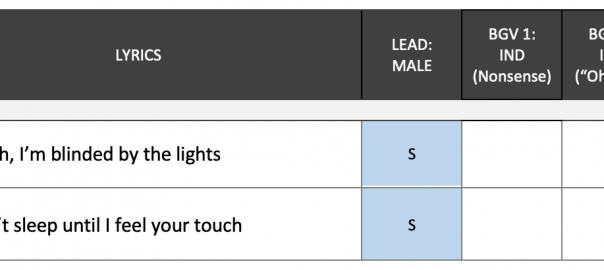 LYRICS
LEAD:
MALE
BGV 1:
IND
(Nonsense)
BG
I
("Oh
h, I'm blinded by the lights
S
't sleep until I feel your touch
S